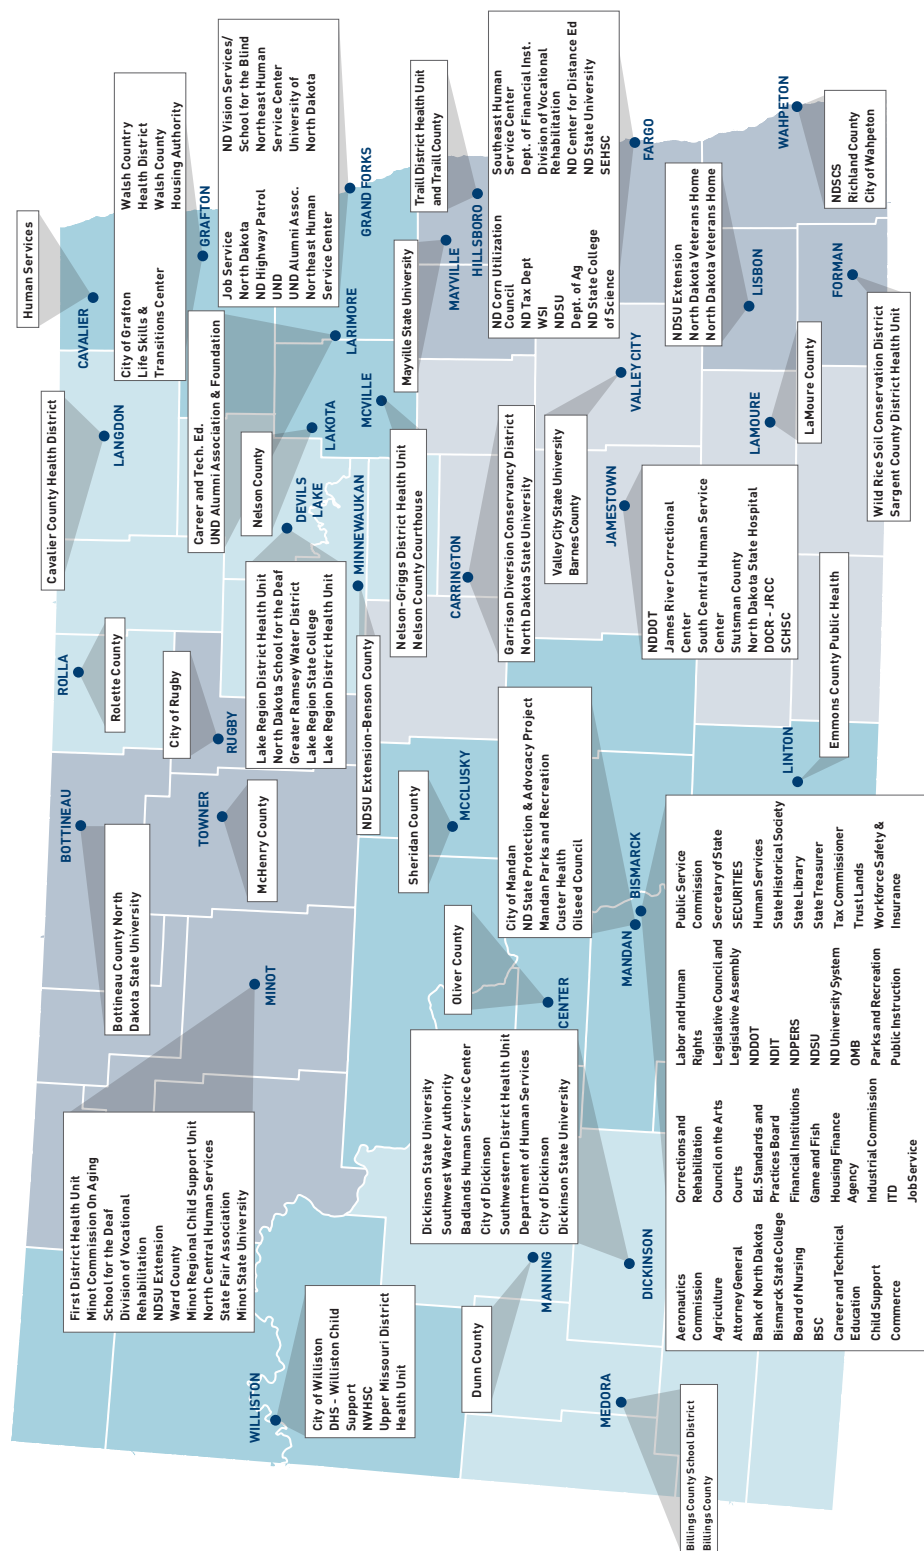 WILLISTON
City of Williston
DHS - Williston Child
Support
NWHSC
Upper Missouri District
Health Unit
MINOT
First District Health Unit
Minot Commission On Aging
School for the Deaf
Division of Vocational
Rehabilitation
NDSU Extension
Ward County
Minot Regional Child Support Unit
North Central Human Services
State Fair Association
Minot State University
BOTTINEAU
Bottineau County North
Dakota State University
TOWNER
McHenry County
RUGBY
City of Rugby
ROLLA
Rolette County
LANGDON
Cavalier County Health District
CAVALIER
Human Services
GRAFTON
City of Grafton
Life Skills &
Transitions Center
Walsh Country
Health District
Walsh County
Housing Authority
DEVILS
LAKE
Lake Region District Health Unit
North Dakota School for the Deaf
Greater Ramsey Water District
Lake Region State College
Lake Region District Health Unit
MINNEWAUKAN
NDSU Extension-Benson County
LAKOTA
Nelson County
LARIMORE
Career and Tech. Ed.
UND Alumni Association & Foundation
GRAND FORKS
Job Service
North Dakota
ND Highway Patrol
UND
UND Alumni Assoc.
Northeast Human
Service Center
ND Vision Services/
School for the Blind
Northeast Human
Service Center
University of
North Dakota
MCVILLE
Nelson-Griggs District Health Unit
Nelson County Courthouse
MAYVILLE
Mayville State University
HILLSBORO
Traill District Health Unit
and Traill County
MEDORA
Billings County School District
Billings County
MANNING
Dunn County
DICKINSON
Dickinson State University
Southwest Water Authority
Badlands Human Service Center
City of Dickinson
Southwestern District Health Unit
Department of Human Services
City of Dickinson
Dickinson State University
CENTER
Oliver County
MCCLUSKY
Sheridan County
MANDAN
City of Mandan
ND State Protection & Advocacy Project
Mandan Parks and Recreation
Custer Health
Oilseed Council
BISMARCK
Aeronautics
Commission
Agriculture
Attorney General
Bank of North Dakota
Bismarck State College
Board of Nursing
BSC
Career and Technical
Education
Child Support
Commerce
Corrections and
Rehabilitation
Council on the Arts
Courts
Ed. Standards and
Practices Board
Financial Institutions
Game and Fish
Housing Finance
Agency
Industrial Commission
ITD
Job Service
Labor and Human
Rights
Legislative Council and
Legislative Assembly
NDDOT
NDIT
NDPERS
NDSU
ND University System
OMB
Parks and Recreation
Public Instruction
Public Service
Commission
Secretary of State
SECURITIES
Human Services
State Historical Society
State Library
State Treasurer
Tax Commissioner
Trust Lands
Workforce Safety &
Insurance
LINTON
Emmons County Public Health
CARRINGTON
Garrison Diversion Conservancy District
North Dakota State University
JAMESTOWN
NDDOT
James River Correctional
Center
South Central Human Service
Center
Stutsman County
North Dakota State Hospital
DOCR - JRCC
SCHSC
VALLEY CITY
Valley City State University
Barnes County
FARGO
ND Corn Utilization
Council
ND Tax Dept
WSI
NDSU
Dept. of Ag
ND State College
of Science
Southeast Human
Service Center
Dept. of Financial Inst.
Division of Vocational
Rehabilitation
ND Center for Distance Ed
ND State University
SEHSC
LAMOURE
LaMoure County
LISBON
NDSU Extension
North Dakota Veterans Home
North Dakota Veterans Home
FORMAN
Wild Rice Soil Conservation District
Sargent County District Health Unit
WAHPETON
NDSCS
Richland County
City of Wahpeton